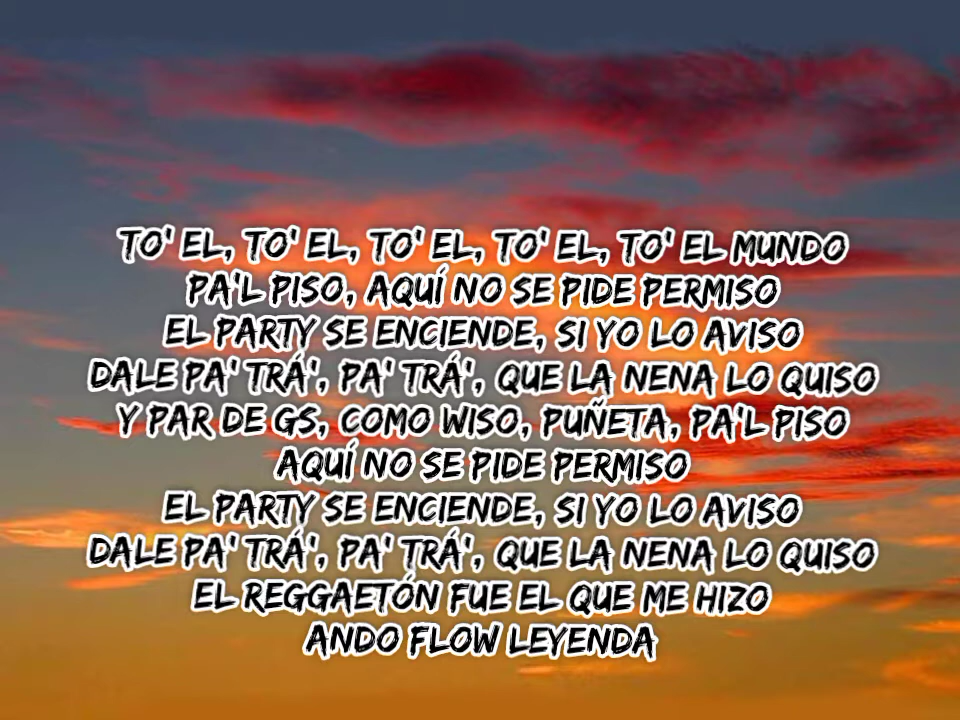 TO' EL, TO' EL, TO' EL, TO' EL, TO' EL MUNDO
PA'L PISO, AQUÍ NO SE PIDE PERMISO
EL PARTY SE ENCIENDE, SI YO LO AVISO
DALE PA' TRÁ', PA' TRÁ', QUE LA NENA LO QUISO
Y PAR DE GS, COMO WISO, PUÑETA, PA'L PISO
AQUÍ NO SE PIDE PERMISO
EL PARTY SE ENCIENDE, SI YO LO AVISO
DALE PA' TRÁ', PA' TRÁ', QUE LA NENA LO QUISO
EL REGGAETÓN FUE EL QUE ME HIZO
ANDO FLOW LEYENDA